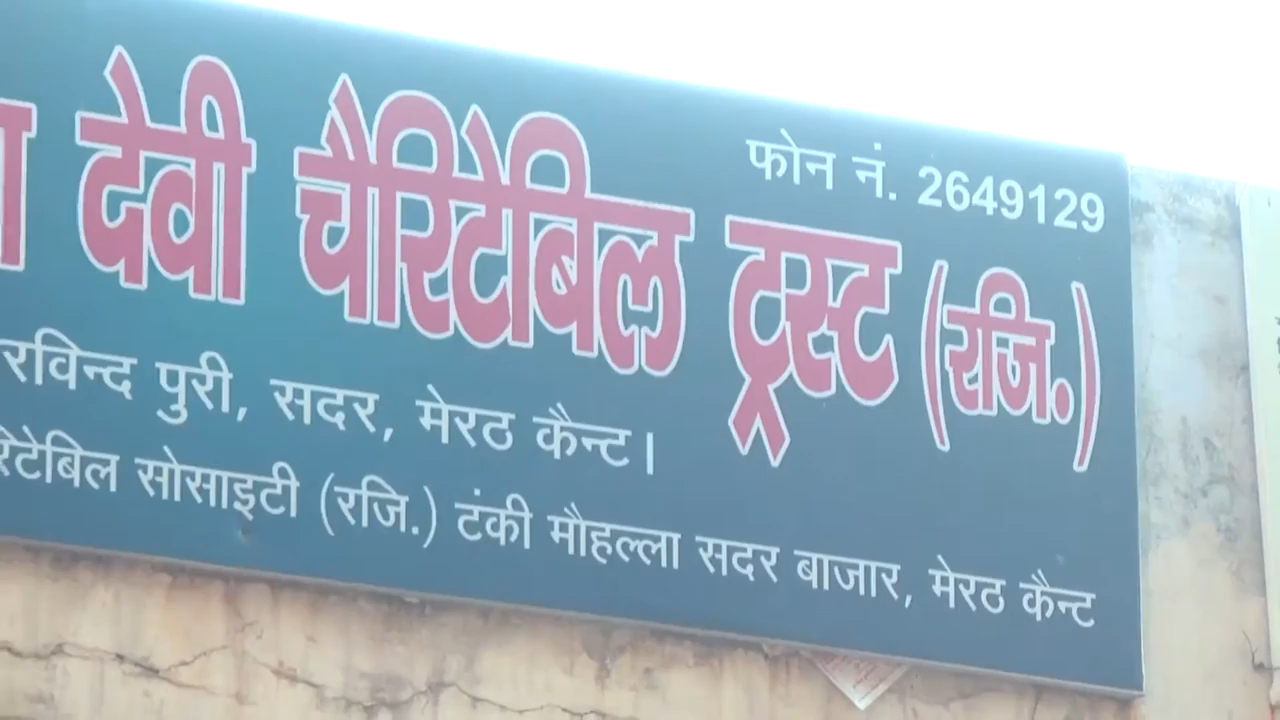 फोन नं. 2649129
देवी चैरिटेबिल ट्रस्ट (रजि.)
रविन्द पुरी, सदर, मेरठ कैन्ट।
रिटेबिल सोसाइटी (रजि.) टंकी मौहल्ला सदर बाजार, मेरठ कैन्ट